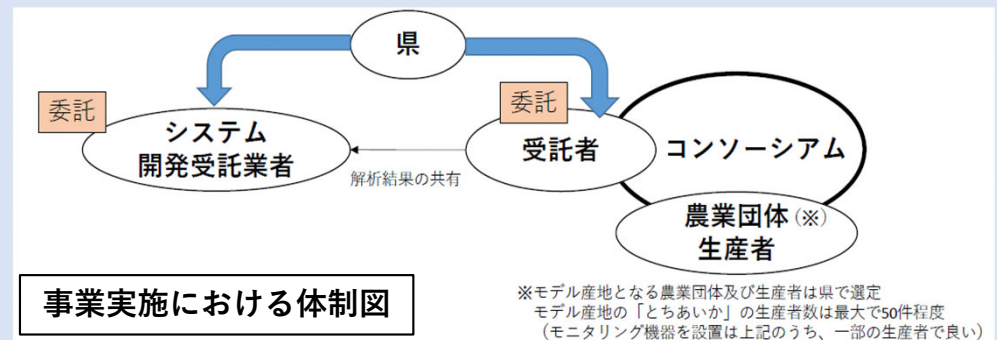 県
委託
委託
システム
開発受託業者
受託者
コンソーシアム
解析結果の共有
農業団体(※)
生産者
事業実施における体制図
※モデル産地となる農業団体及び生産者は県で選定
モデル産地の「とちあいか」の生産者数は最大で50件程度
(モニタリング機器を設置は上記のうち、一部の生産者で良い)